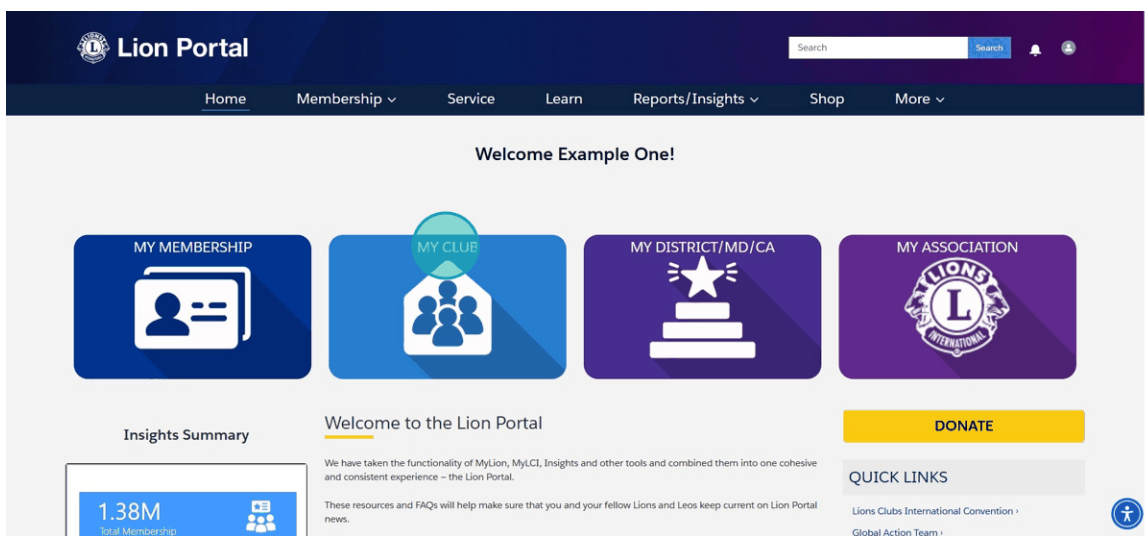 Lion Portal
Search
Search
Home
Membership
Service
Learn
Reports/Insights
Shop
More
Welcome Example One!
MY MEMBERSHIP
MY CLUB
MY DISTRICT/MD/CA
MY ASSOCIATION
LIONS
L
INTERNATIONAL
Insights Summary
1.38M
Total Membership
Welcome to the Lion Portal
We have taken the functionality of MyLion, MyLCI, Insights and other tools and combined them into one cohesive
and consistent experience – the Lion Portal.
These resources and FAQs will help make sure that you and your fellow Lions and Leos keep current on Lion Portal
news.
DONATE
QUICK LINKS
Lions Clubs International Convention ›
Global Action Team ›